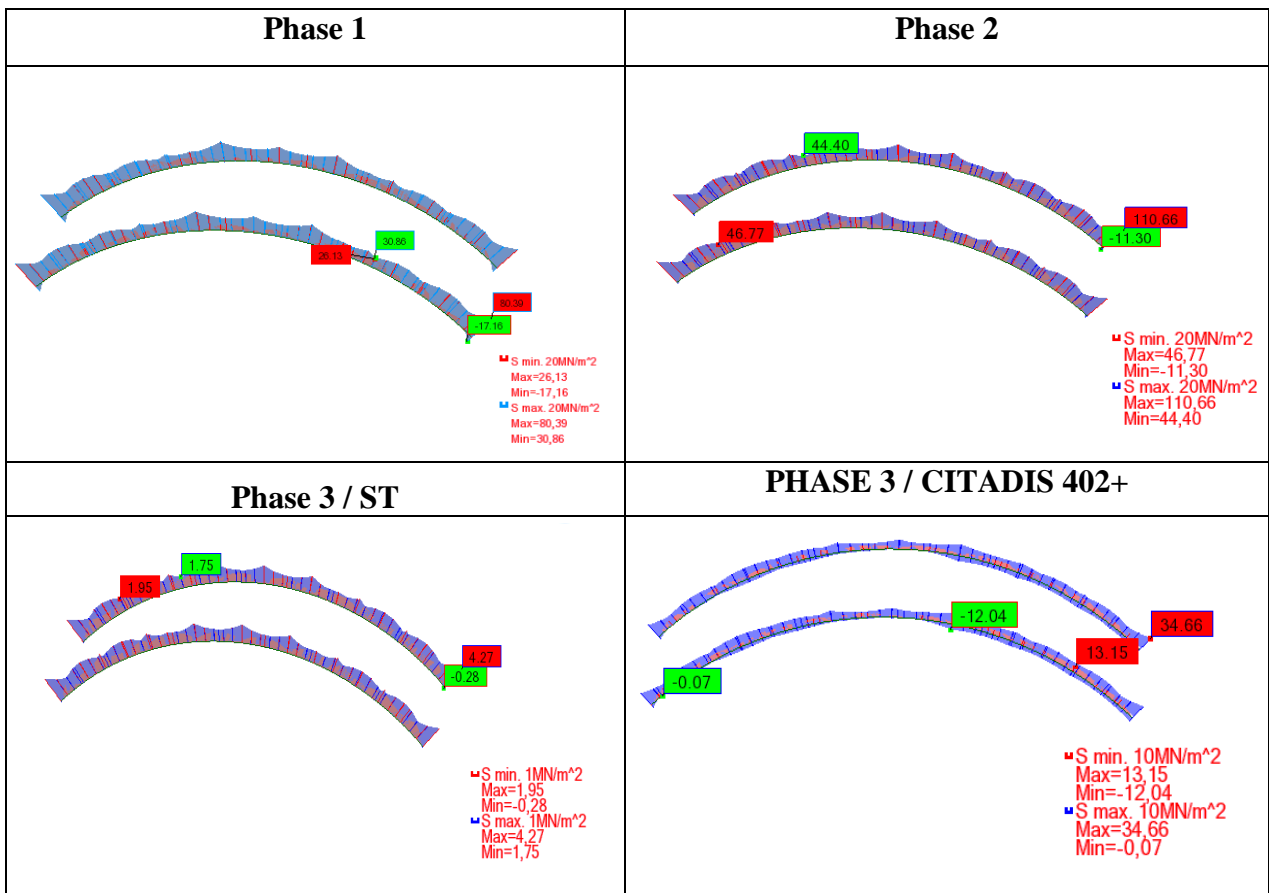 Phase 1
Phase 2
30.86
26.13
80.39
-17.16
S min. 20MN/m^2
Max=26,13
Min=-17,16
S max. 20MN/m^2
Max=80,39
Min=30,86
44.40
46.77
110.66
-11.30
S min. 20MN/m^2
Max=46,77
Min=-11,30
S max. 20MN/m^2
Max=110,66
Min=44,40
Phase 3 / ST
PHASE 3 / CITADIS 402+
1.75
1.95
4.27
-0.28
S min. 1MN/m^2
Max=1,95
Min=-0,28
S max. 1MN/m^2
Max=4,27
Min=1,75
-12.04
34.66
13.15
-0.07
S min. 10MN/m^2
Max=13,15
Min=-12,04
S max. 10MN/m^2
Max=34,66
Min=-0,07